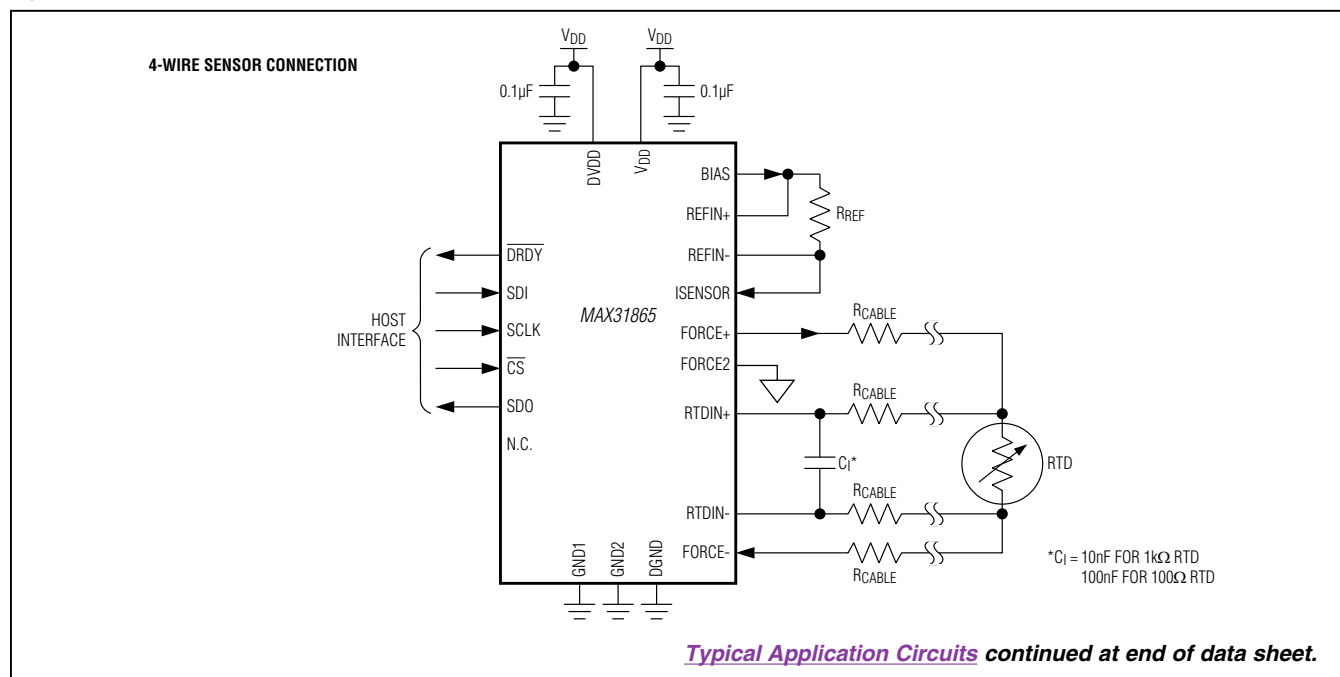 4-WIRE SENSOR CONNECTION
VDD
VDD
0.1µF
0.1µF
DVDD
VDD
BIAS
REFIN+
RREF
REFIN-
ISENSOR
DRDY
SDI
SCLK
CS
SDO
N.C.
HOST
INTERFACE
MAX31865
FORCE+
RCABLE
FORCE2
RTDIN+
RCABLE
CI*
RTD
RTDIN-
RCABLE
FORCE-
RCABLE
GND1
GND2
DGND
*CI = 10nF FOR 1kΩ RTD
100nF FOR 100Ω RTD
Typical Application Circuits continued at end of data sheet.